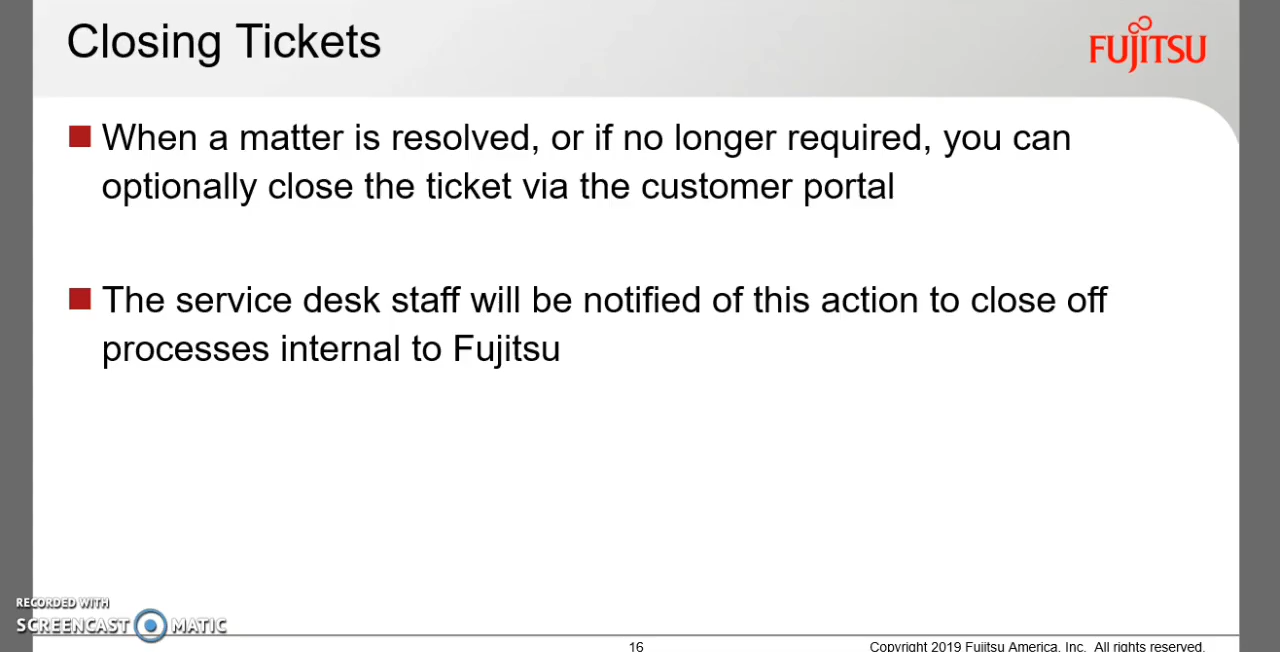 Closing Tickets
FUJITSU
When a matter is resolved, or if no longer required, you can
optionally close the ticket via the customer portal
The service desk staff will be notified of this action to close off
processes internal to Fujitsu
RECORDED WITH
SCREENCAST MATIC
16
Copyright 2019 Fujitsu America, Inc. All rights reserved.